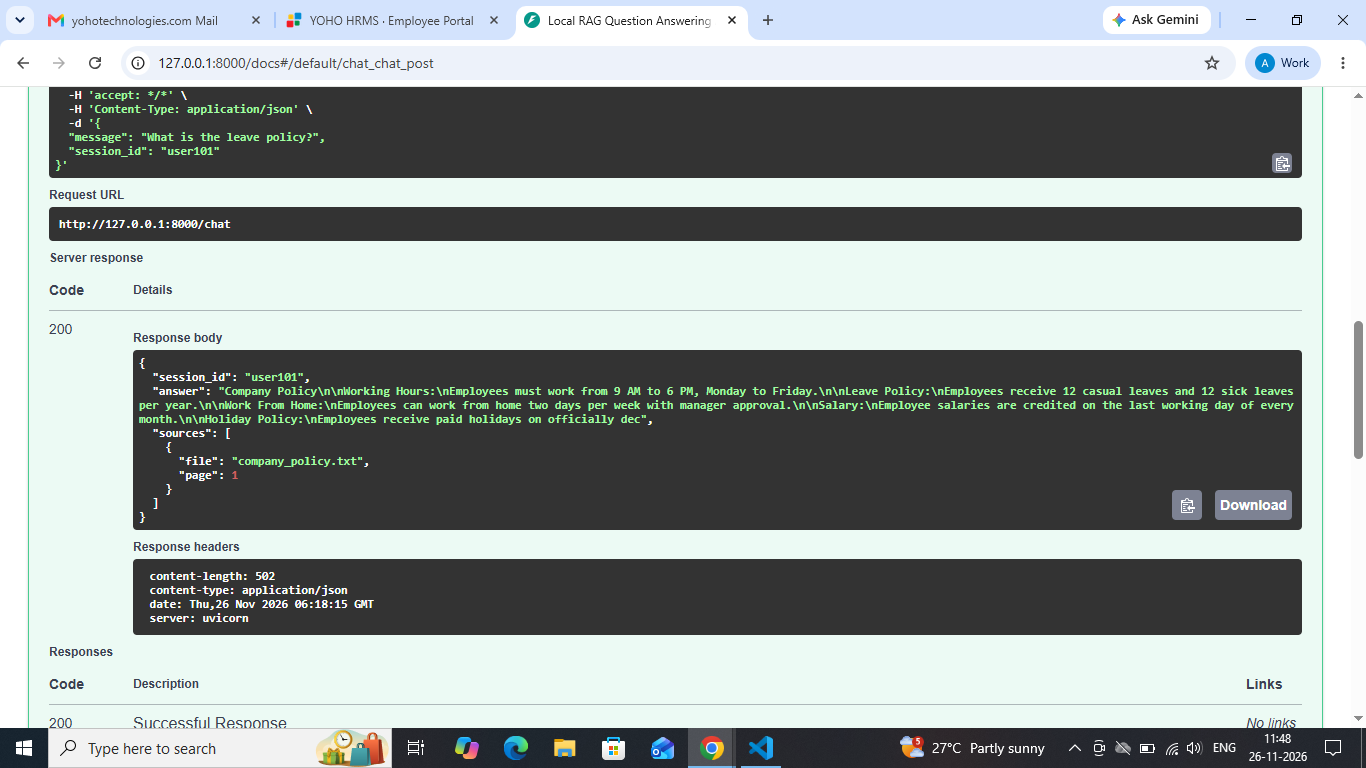 yohotechnologies.com Mail
YOHO HRMS · Employee Portal
Local RAG Question Answering
Ask Gemini
127.0.0.1:8000/docs#/default/chat_chat_post
A Work
-H 'accept: */*' \
-H 'Content-Type: application/json' \
-d '{
"message": "What is the leave policy?",
"session_id": "user101"
}'
Request URL
http://127.0.0.1:8000/chat
Server response
Code Details
200
Response body
{
"session_id": "user101",
"answer": "Company Policy\n\nWorking Hours:\nEmployees must work from 9 AM to 6 PM, Monday to Friday.\n\nLeave Policy:\nEmployees receive 12 casual leaves and 12 sick leaves
per year.\n\nWork From Home:\nEmployees can work from home two days per week with manager approval.\n\nSalary:\nEmployee salaries are credited on the last working day of every
month.\n\nHoliday Policy:\nEmployees receive paid holidays on officially dec",
"sources": [
{
"file": "company_policy.txt",
"page": 1
}
]
}
Download
Response headers
content-length: 502
content-type: application/json
date: Thu,26 Nov 2026 06:18:15 GMT
server: uvicorn
Responses
Code Description Links
200 Successful Response No links
Type here to search
5
27°C Partly sunny
ENG
11:48
26-11-2026